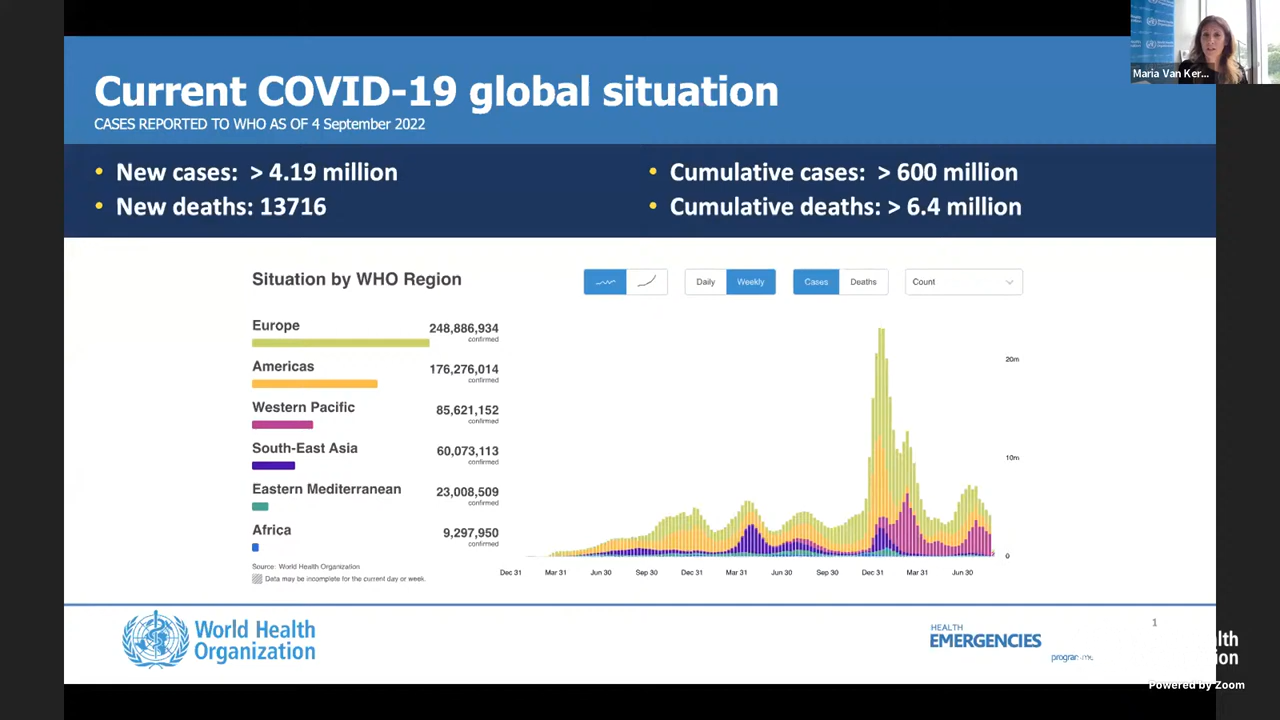 Maria Van Ker...
Current COVID-19 global situation
CASES REPORTED TO WHO AS OF 4 September 2022
• New cases: > 4.19 million
• New deaths: 13716
• Cumulative cases: > 600 million
• Cumulative deaths: > 6.4 million
Situation by WHO Region
Daily Weekly Cases Deaths Count
Europe 248,886,934
confirmed
Americas 176,276,014
confirmed
Western Pacific 85,621,152
confirmed
South-East Asia 60,073,113
confirmed
Eastern Mediterranean 23,008,509
confirmed
Africa 9,297,950
confirmed
Source: World Health Organization
Data may be incomplete for the current day or week.
20m
10m
0
Dec 31 Mar 31 Jun 30 Sep 30 Dec 31 Mar 31 Jun 30 Sep 30 Dec 31 Mar 31 Jun 30
World Health
Organization
HEALTH
EMERGENCIES
1
Powered by Zoom